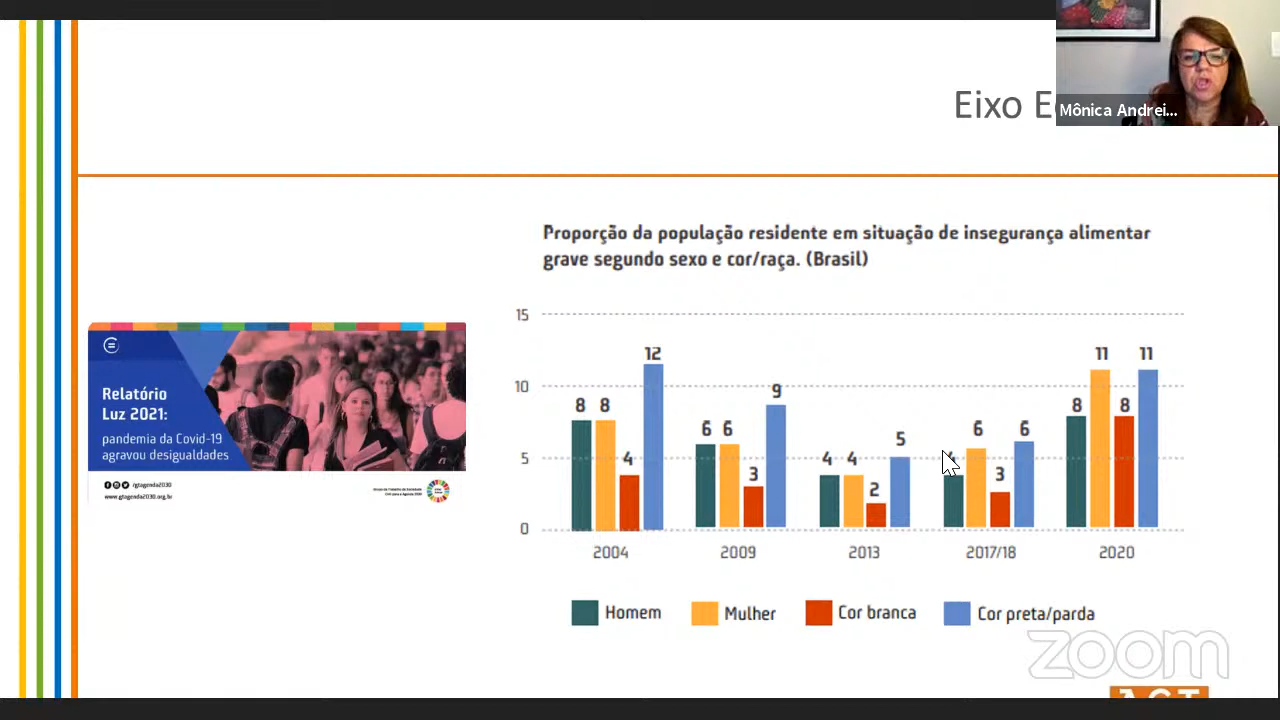 Eixo E
Mônica Andrei...
Proporção da população residente em situação de insegurança alimentar
grave segundo sexo e cor/raça. (Brasil)
15
10
5
0
8 8 4 12
6 6 3 9
4 4 2 5
4 6 3 6
8 11 8 11
2004 2009 2013 2017/18 2020
Homem Mulher Cor branca Cor preta/parda
Relatório
Luz 2021:
pandemia da Covid-19
agravou desigualdades
/gtagenda2030
www.gtagenda2030.org.br
zoom
ACT